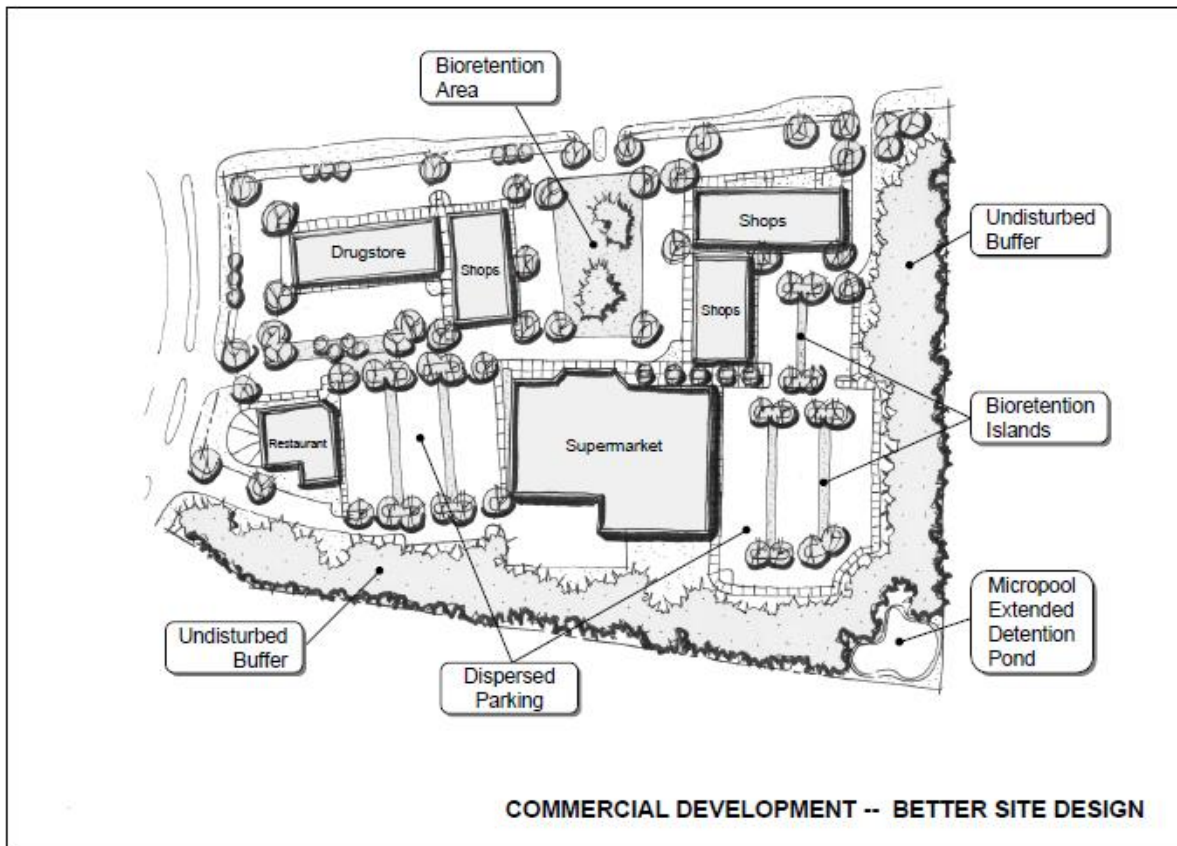 Bioretention
Area
Shops
Undisturbed
Buffer
Drugstore
Shops
Shops
Bioretention
Islands
Restaurant
Supermarket
Micropool
Extended
Detention
Pond
Undisturbed
Buffer
Dispersed
Parking
COMMERCIAL DEVELOPMENT -- BETTER SITE DESIGN